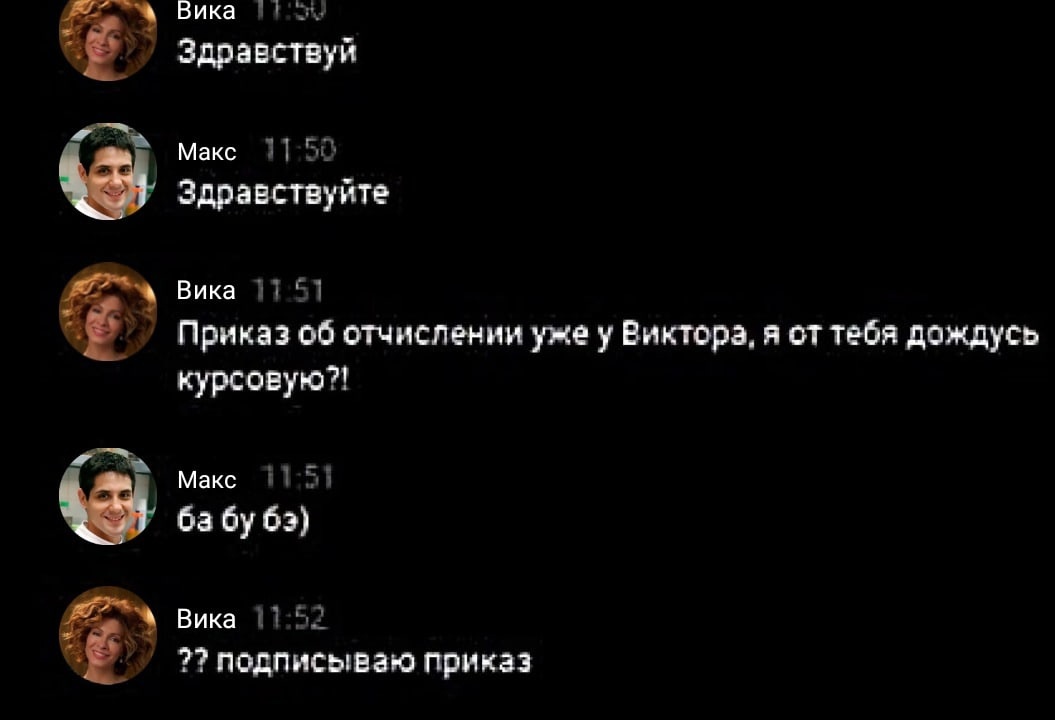 Вика 11:50
Здравствуй
Макс 11:50
Здравствуйте
Вика 11:51
Приказ об отчислении уже у Виктора, я от тебя дождусь
курсовую?!
Макс 11:51
ба бу бэ)
Вика 11:52
?? подписываю приказ